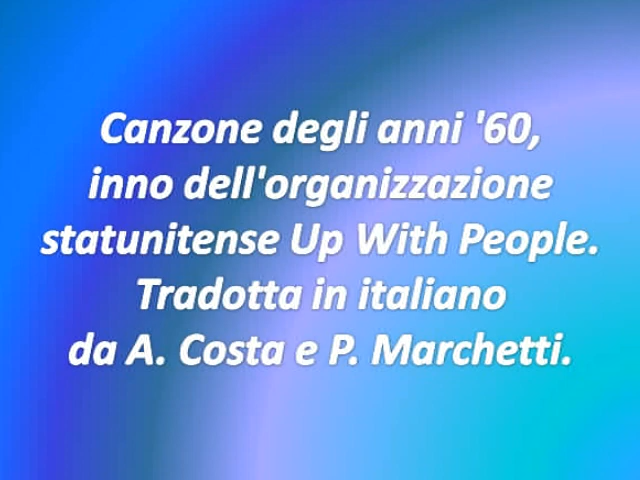 Canzone degli anni '60,
inno dell'organizzazione
statunitense Up With People.
Tradotta in italiano
da A. Costa e P. Marchetti.